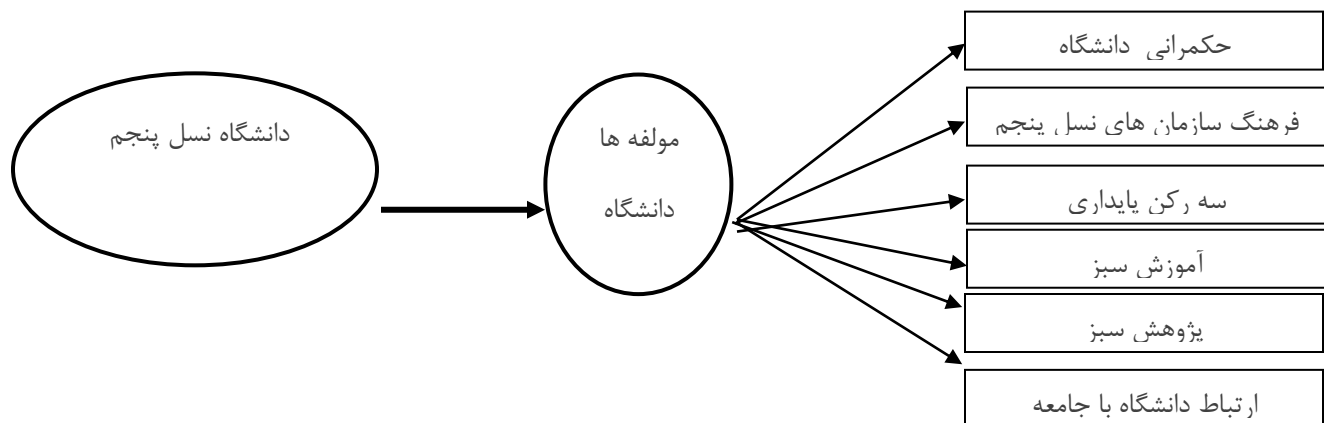 دانشگاه نسل پنجم
مولفه ها
دانشگاه
حکمرانی دانشگاه
فرهنگ سازمان های نسل پنجم
سه رکن پایداری
آموزش سبز
پژوهش سبز
ارتباط دانشگاه با جامعه